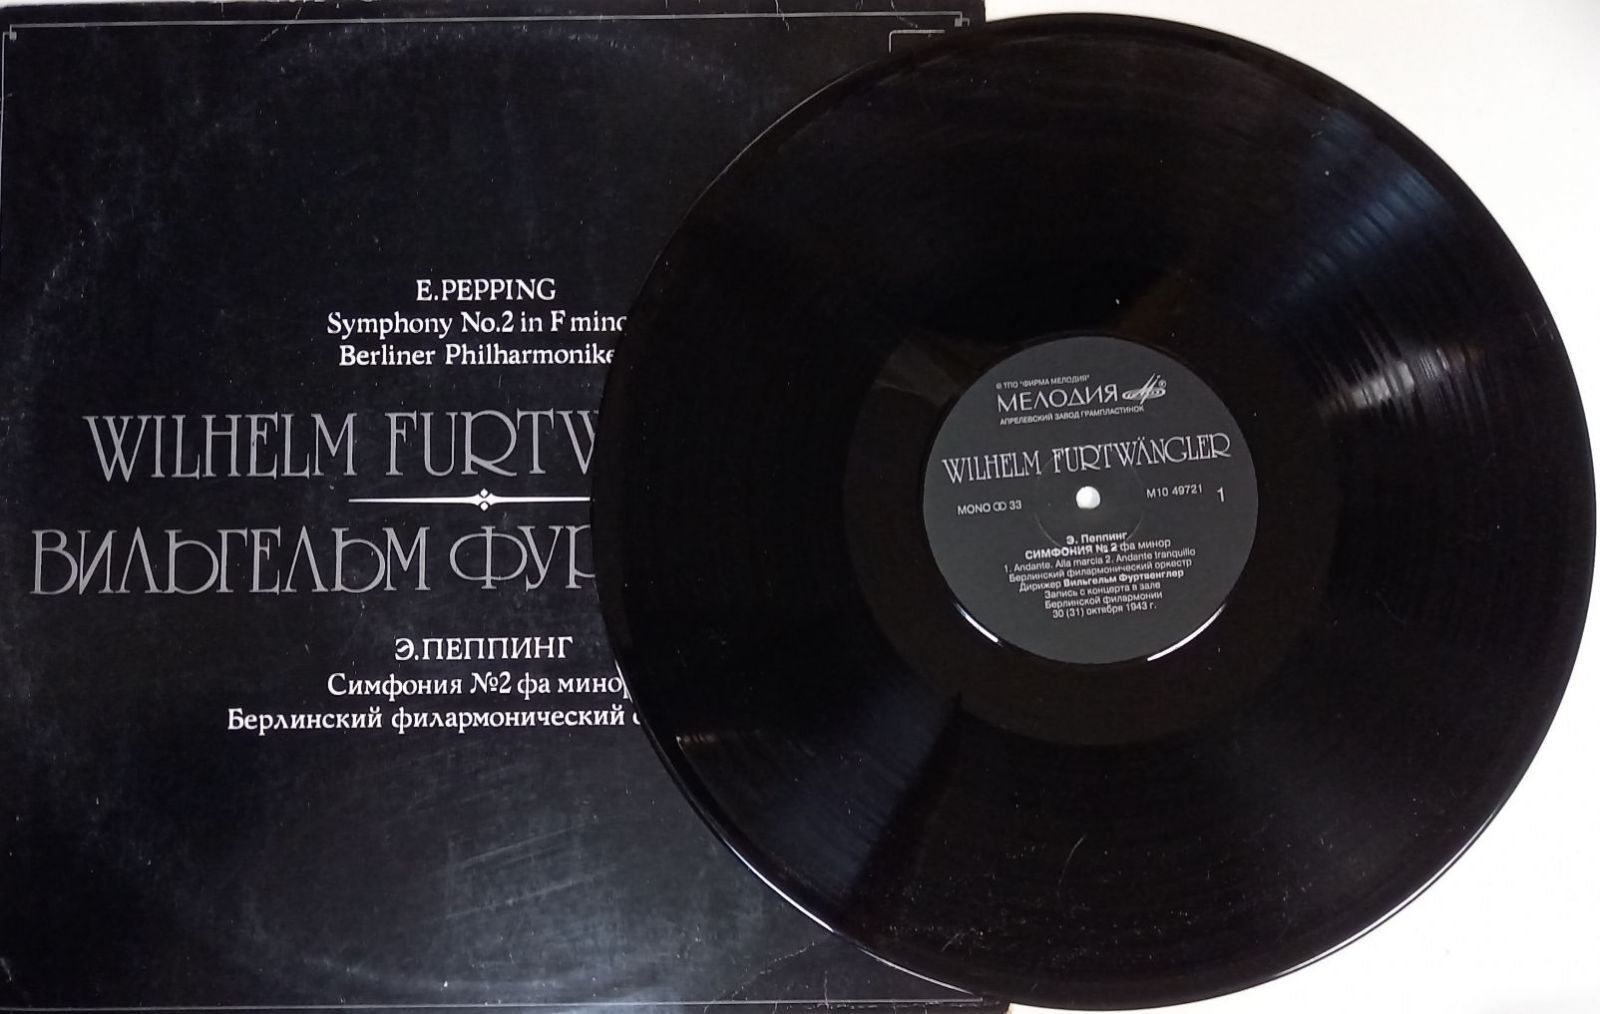 E.PEPPING
Symphony No.2 in F mino
Berliner Philharmonike
WILHELM FURTW
ВИЛЬГЕЛЬМ ФУР
Э.ПЕППИНГ
Симфония №2 фа мино
Берлинский филармонический
℗ ТПО "ФИРМА МЕЛОДИЯ"
МЕЛОДИЯ ®
АПРЕЛЕВСКИЙ ЗАВОД ГРАМПЛАСТИНОК
WILHELM FURTWÄNGLER
MONO 33
М10 49721 1
Э. Пеппинг
СИМФОНИЯ № 2 фа минор
1. Andante. Alla marcia 2. Andante tranquillo
Берлинский филармонический оркестр
Дирижер Вильгельм Фуртвенглер
Запись с концерта в зале
Берлинской филармонии
30 (31) октября 1943 г.